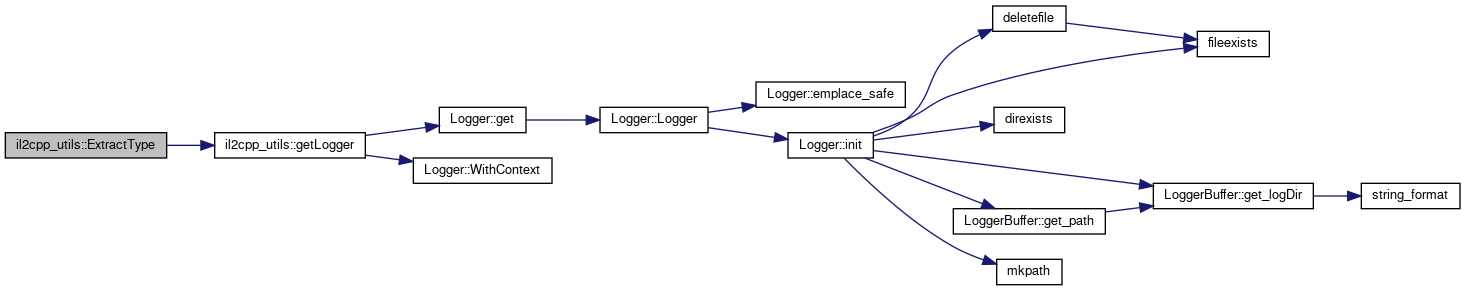 il2cpp_utils::ExtractType
il2cpp_utils::getLogger
Logger::get
Logger::WithContext
Logger::Logger
Logger::emplace_safe
Logger::init
deletefile
fileexists
direxists
LoggerBuffer::get_logDir
string_format
LoggerBuffer::get_path
mkpath